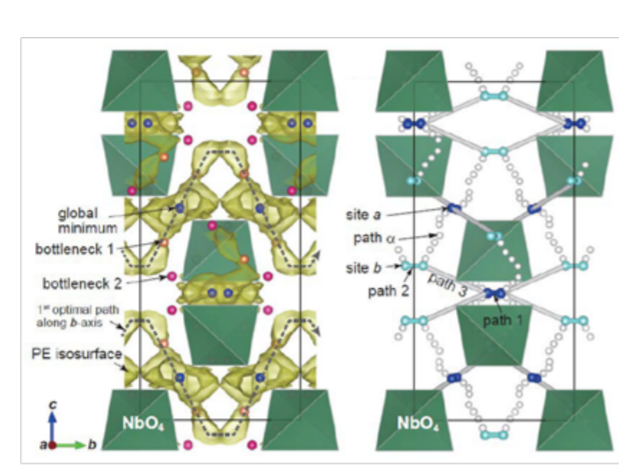 global
minimum
bottleneck 1
bottleneck 2
1st optimal path
along b-axis
PE isosurface
c
a
b
NbO₄
site a
path α
site b
path 2
path 3
path 1
NbO₄